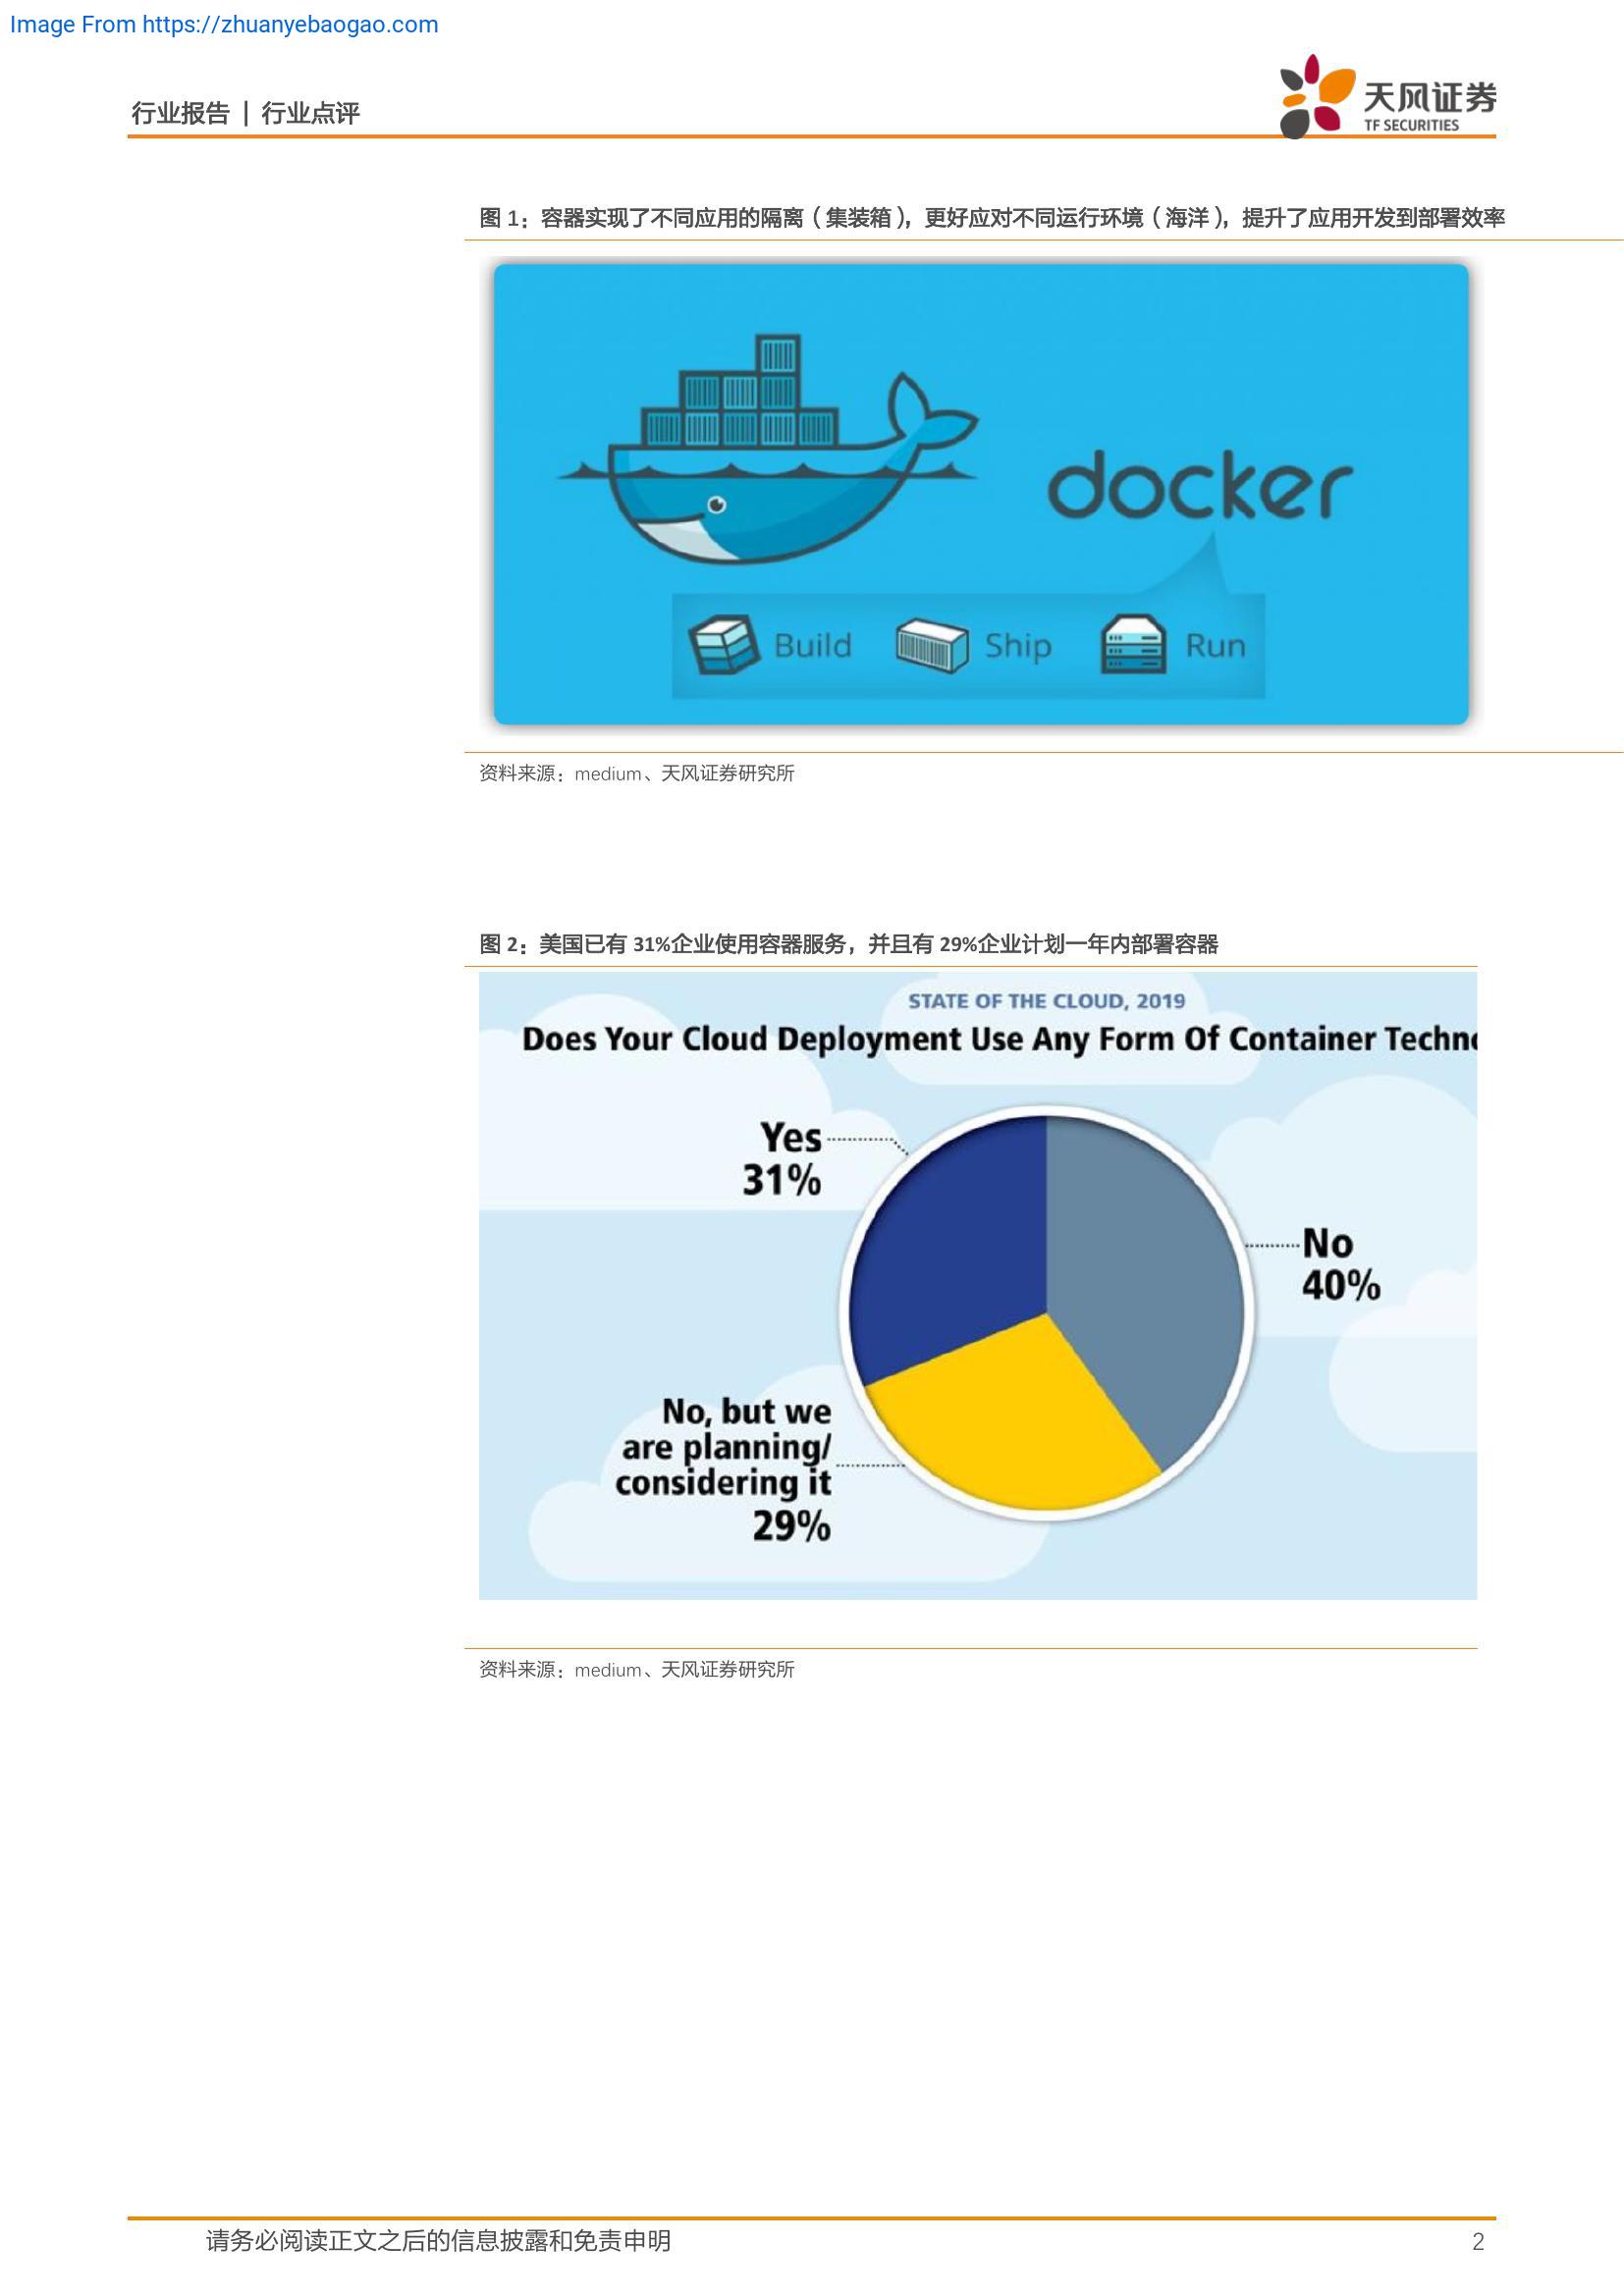 Image From https://zhuanyebaogao.com
行业报告 | 行业点评
天风证券
TF SECURITIES
图 1：容器实现了不同应用的隔离（集装箱），更好应对不同运行环境（海洋），提升了应用开发到部署效率
docker
Build Ship Run
资料来源：medium、天风证券研究所
图 2：美国已有 31%企业使用容器服务，并且有 29%企业计划一年内部署容器
STATE OF THE CLOUD, 2019
Does Your Cloud Deployment Use Any Form Of Container Techn
Yes
31%
No
40%
No, but we
are planning/
considering it
29%
资料来源：medium、天风证券研究所
请务必阅读正文之后的信息披露和免责申明
2